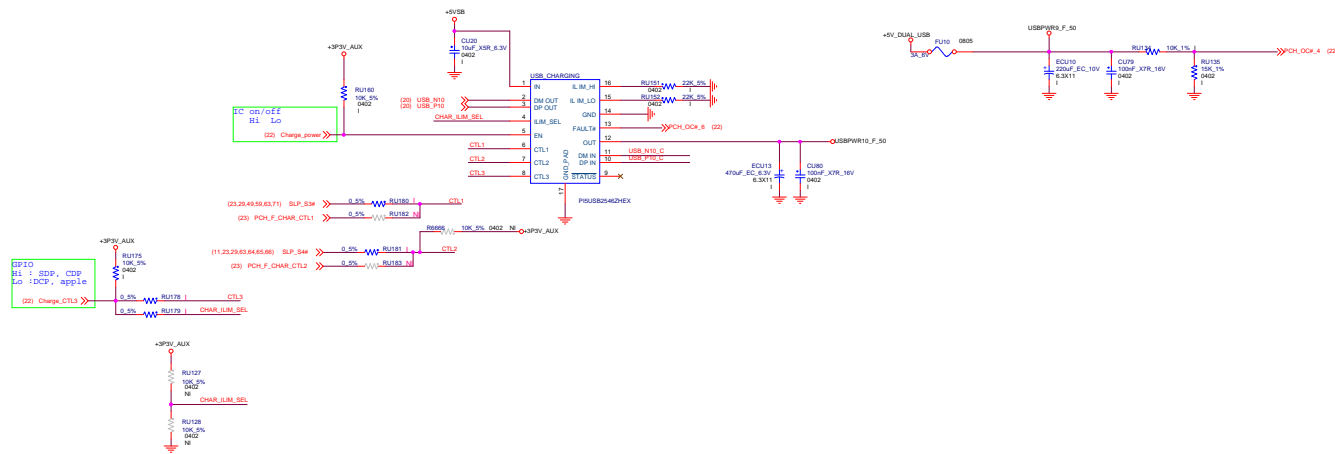 +5VSB
CU20
10uF_X5R_6.3V
0402
I
+3P3V_AUX
RU160
10K_5%
0402
I
IC on/off
Hi Lo
(22) Charge_power
(20) USB_N10
(20) USB_P10
CHAR_ILIM_SEL
CTL1
CTL2
CTL3
USB_CHARGING
1 IN
2 DM OUT
3 DP OUT
4 ILIM_SEL
5 EN
6 CTL1
7 CTL2
8 CTL3
ILIM_HI 16
ILIM_LO 15
GND 14
FAULT# 13
OUT 12
DM IN 11
DP IN 10
STATUS 9
GND_PAD
17
PI5USB2546ZHEX
RU151 22K_5%
0402 I
RU152 22K_5%
0402 I
PCH_OC#_6 (22)
USBPWR10_F_50
USB_N10_C
USB_P10_C
ECU13
470uF_EC_6.3V
6.3X11
I
CU80
100nF_X7R_16V
0402
I
+5V_DUAL_USB
FU10 0805
3A_6V
USBPWR9_F_50
ECU10
220uF_EC_10V
6.3X11
I
CU79
100nF_X7R_16V
0402
I
RU134 10K_1% I
RU135
15K_1%
0402
I
PCH_OC#_4 (22
(23,29,49,59,63,71) SLP_S3# 0_5% RU180 I CTL1
(23) PCH_F_CHAR_CTL1 0_5% RU182 NI
R6666 10K_5% 0402 NI +3P3V_AUX
(11,23,29,63,64,65,66) SLP_S4# 0_5% RU181 I CTL2
(23) PCH_F_CHAR_CTL2 0_5% RU183 NI
+3P3V_AUX
RU175
10K_5%
0402
I
GPIO
Hi : SDP, CDP
Lo :DCP, apple
(22) Charge_CTL3
0_5% RU178 I CTL3
0_5% RU179 I CHAR_ILIM_SEL
+3P3V_AUX
RU127
10K_5%
0402
NI
CHAR_ILIM_SEL
RU128
10K_5%
0402
NI